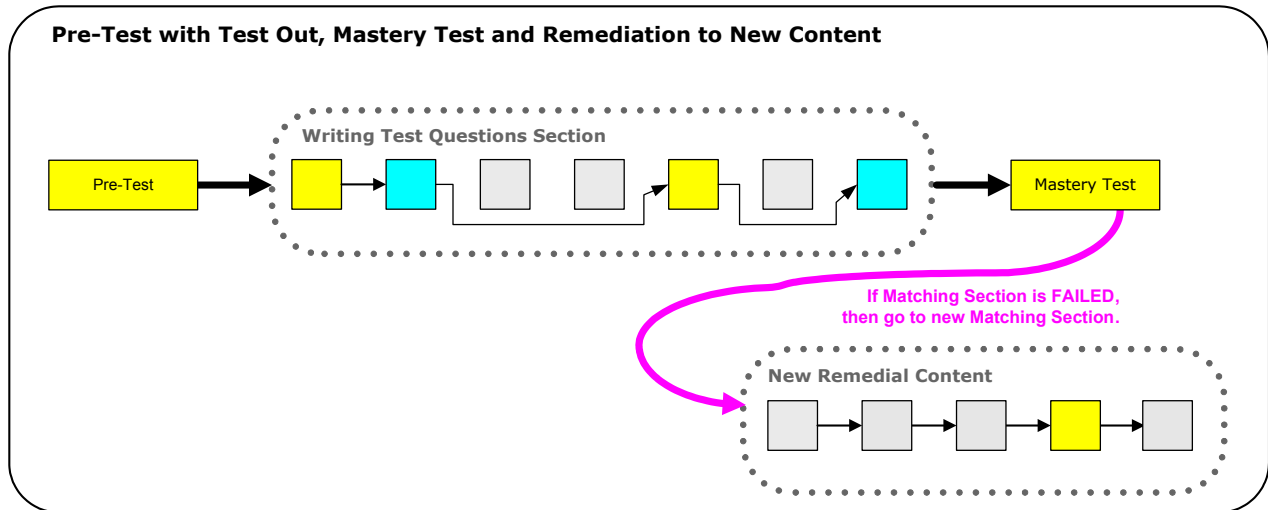 Pre-Test with Test Out, Mastery Test and Remediation to New Content
Writing Test Questions Section
Pre-Test
Mastery Test
If Matching Section is FAILED,
then go to new Matching Section.
New Remedial Content